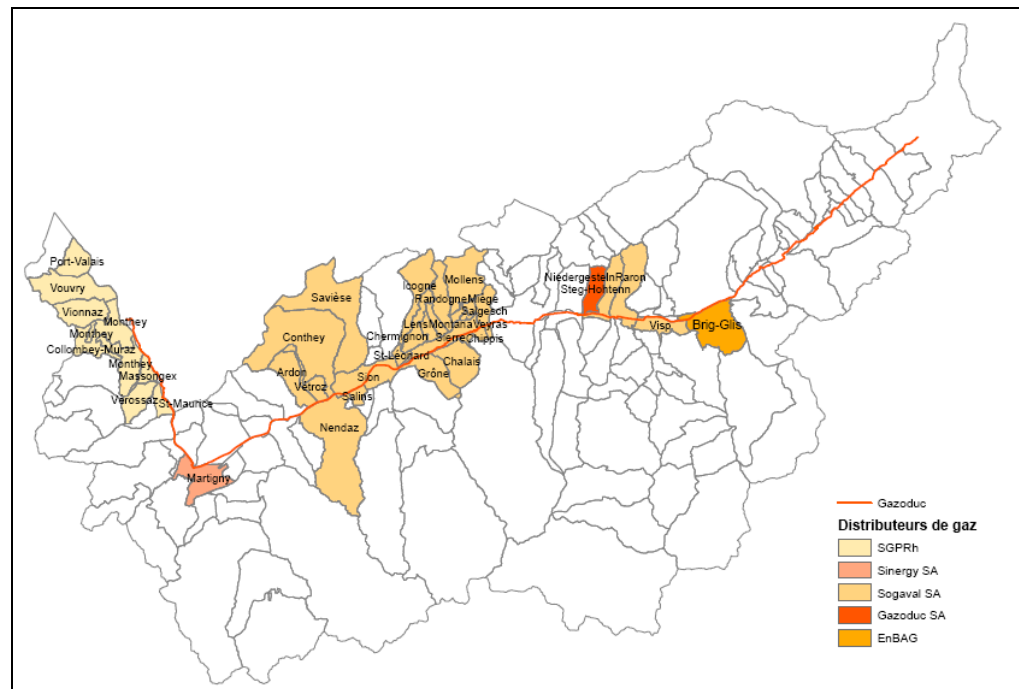 Port-Valais
Vouvry
Vionnaz
Monthey
Monthey
Collombey-Muraz
Monthey
Massongex
Vérossaz
St-Maurice
Martigny
Savièse
Conthey
Ardon
Vétroz
Nendaz
Salins
Sion
St-Léonard
Chermignon
Icogne
Lens
Mollens
Randogne
Miège
Salgesch
Montana
Veyras
Sierre
Chippis
Chalais
Grône
Niedergesteln
Raron
Steg-Hohtenn
Visp
Brig-Glis
Gazoduc
Distributeurs de gaz
SGPRh
Sinergy SA
Sogaval SA
Gazoduc SA
EnBAG